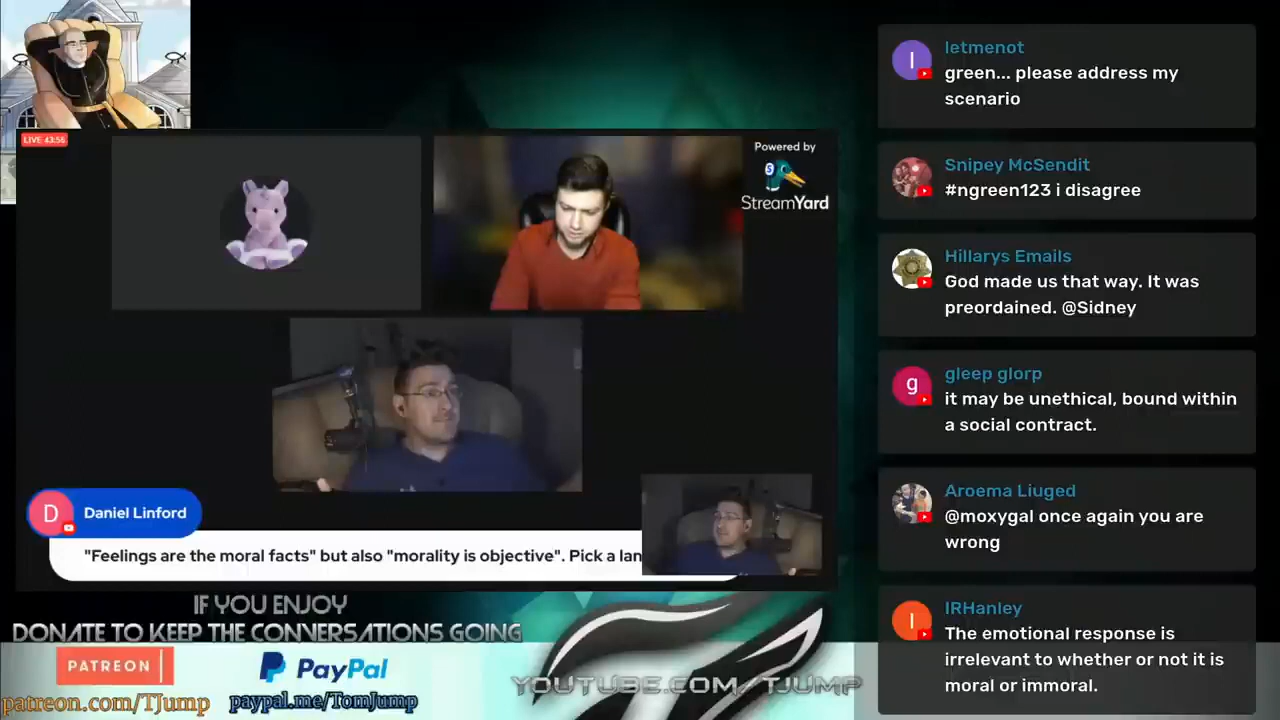 LIVE 43:56
Powered by
StreamYard
Daniel Linford
"Feelings are the moral facts" but also "morality is objective". Pick a lan
IF YOU ENJOY
DONATE TO KEEP THE CONVERSATIONS GOING
PATREON
PayPal
patreon.com/TJump
paypal.me/TomJump
YOUTUBE.COM/TJUMP
letmenot
green... please address my
scenario
Snipey McSendit
#ngreen123 i disagree
Hillarys Emails
God made us that way. It was
preordained. @Sidney
gleep glorp
it may be unethical, bound within
a social contract.
Aroema Liuged
@moxygal once again you are
wrong
IRHanley
The emotional response is
irrelevant to whether or not it is
moral or immoral.